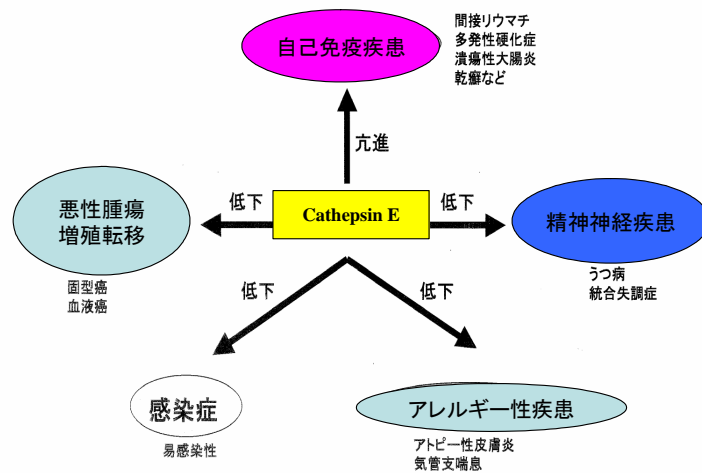 自己免疫疾患
間接リウマチ
多発性硬化症
潰瘍性大腸炎
乾癬など
亢進
悪性腫瘍
増殖転移
低下
Cathepsin E
低下
精神神経疾患
固型癌
血液癌
うつ病
統合失調症
低下
低下
感染症
易感染性
アレルギー性疾患
アトピー性皮膚炎
気管支喘息